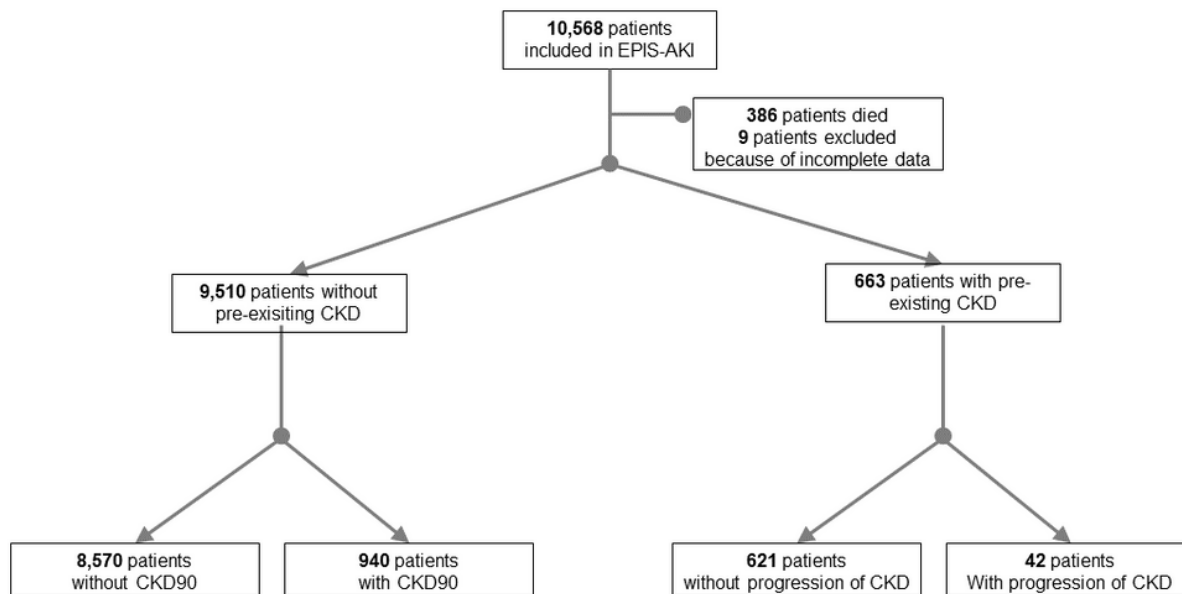 10,568 patients
included in EPIS-AKI
386 patients died
9 patients excluded
because of incomplete data
9,510 patients without
pre-exisiting CKD
663 patients with pre-
existing CKD
8,570 patients
without CKD90
940 patients
with CKD90
621 patients
without progression of CKD
42 patients
With progression of CKD